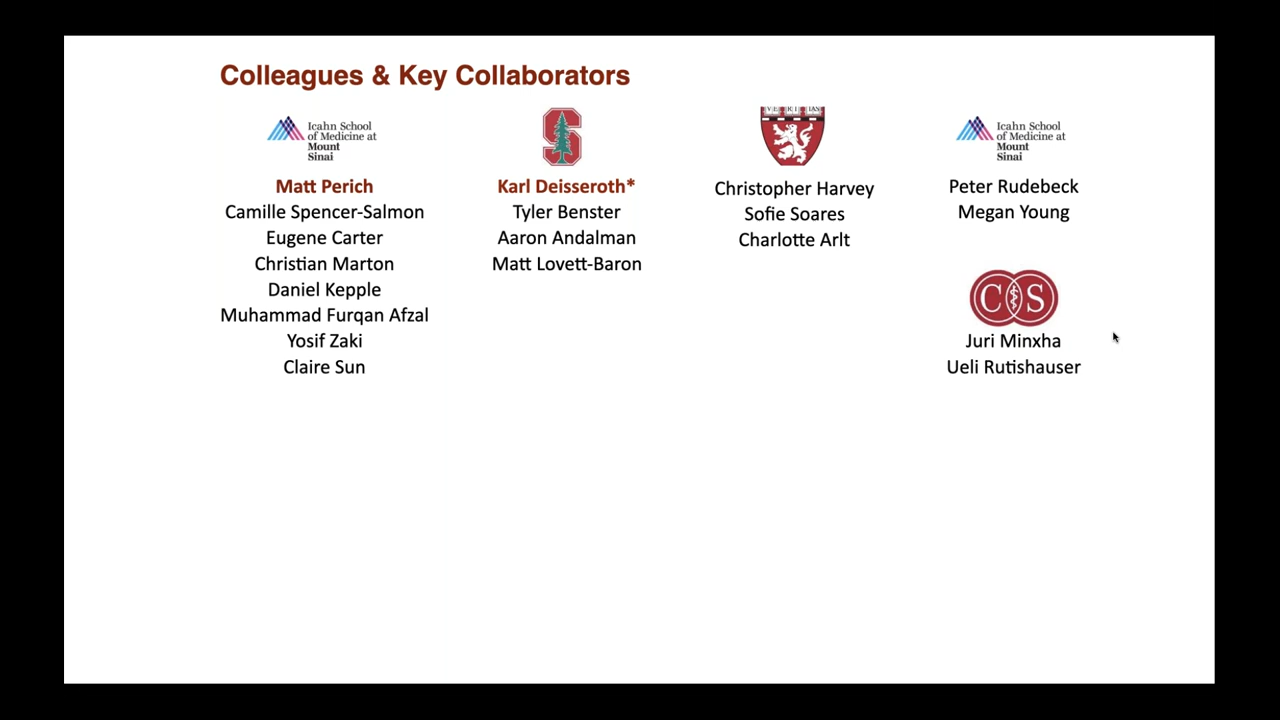 Colleagues & Key Collaborators
Icahn School
of Medicine at
Mount
Sinai
Matt Perich
Camille Spencer-Salmon
Eugene Carter
Christian Marton
Daniel Kepple
Muhammad Furqan Afzal
Yosif Zaki
Claire Sun
S
Karl Deisseroth*
Tyler Benster
Aaron Andalman
Matt Lovett-Baron
VE RI TAS
Christopher Harvey
Sofie Soares
Charlotte Arlt
Icahn School
of Medicine at
Mount
Sinai
Peter Rudebeck
Megan Young
C S
Juri Minxha
Ueli Rutishauser